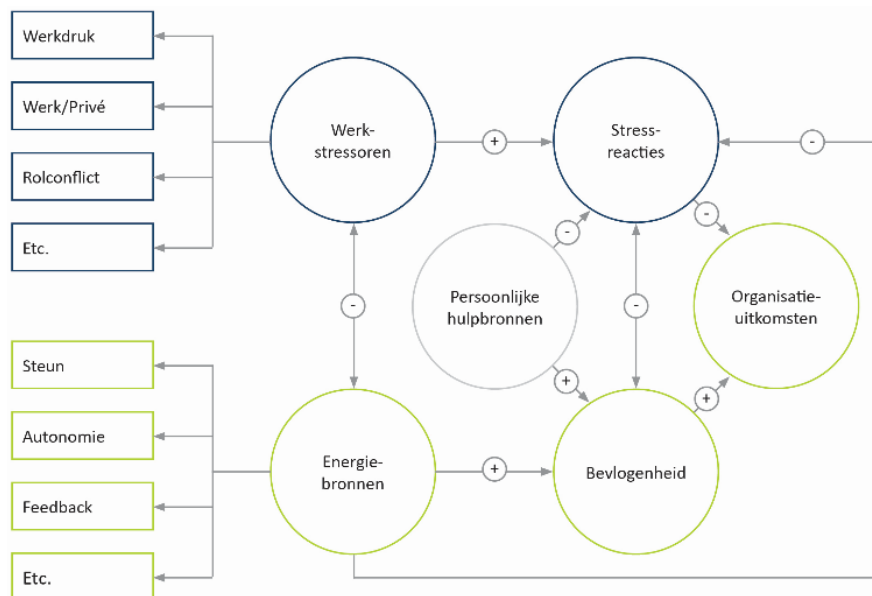 Werkdruk
Werk/Privé
Rolconflict
Etc.
Werk-
stressoren
+
Stress-
reacties
-
-
-
-
Persoonlijke
hulpbronnen
-
Organisatie-
uitkomsten
+
+
Steun
Autonomie
Feedback
Etc.
Energie-
bronnen
+
Bevlogenheid